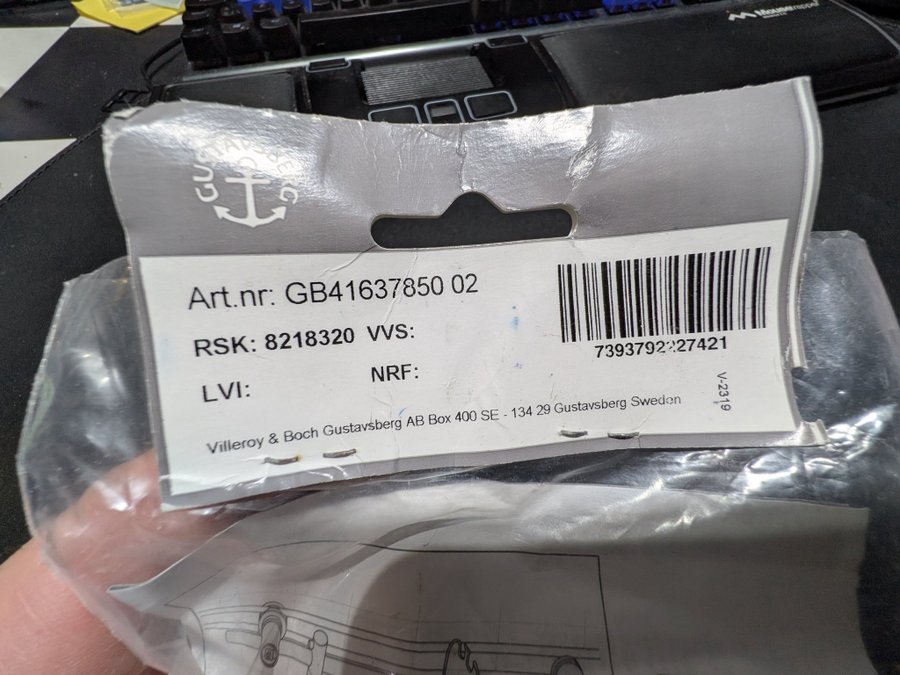 Mousetrapper
GUSTAVSBERG
Art.nr: GB41637850 02
RSK: 8218320 VVS:
LVI: NRF:
7393792227421
V-2319
Villeroy & Boch Gustavsberg AB Box 400 SE - 134 29 Gustavsberg Sweden